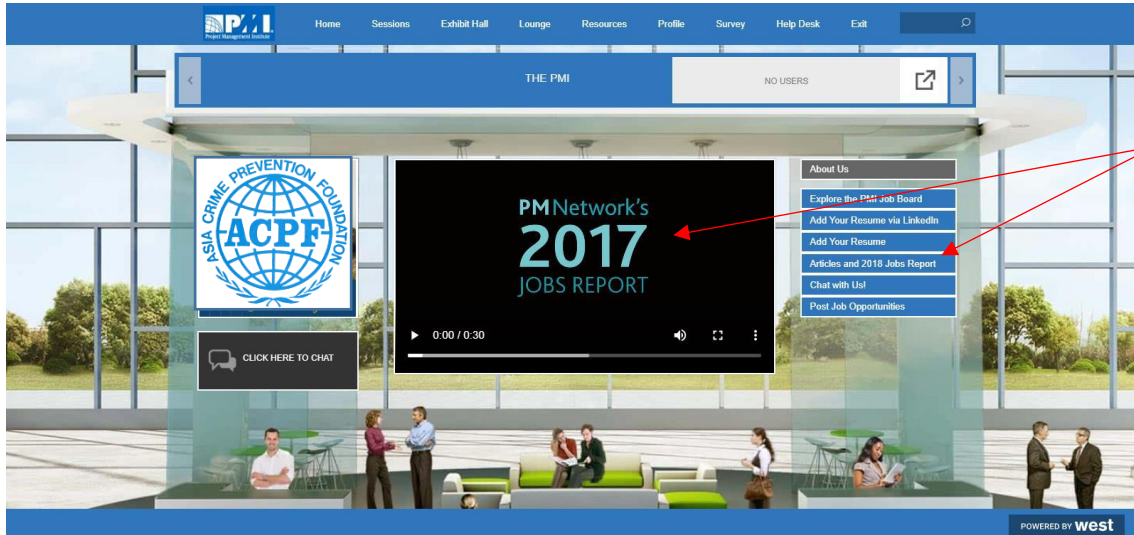 PMI
Project Management Institute
Home Sessions Exhibit Hall Lounge Resources Profile Survey Help Desk Exit
THE PMI
NO USERS
ASIA CRIME PREVENTION FOUNDATION
ACPF
CLICK HERE TO CHAT
PMNetwork's
2017
JOBS REPORT
0:00 / 0:30
About Us
Explore the PMI Job Board
Add Your Resume via LinkedIn
Add Your Resume
Articles and 2018 Jobs Report
Chat with Us!
Post Job Opportunities
POWERED BY west